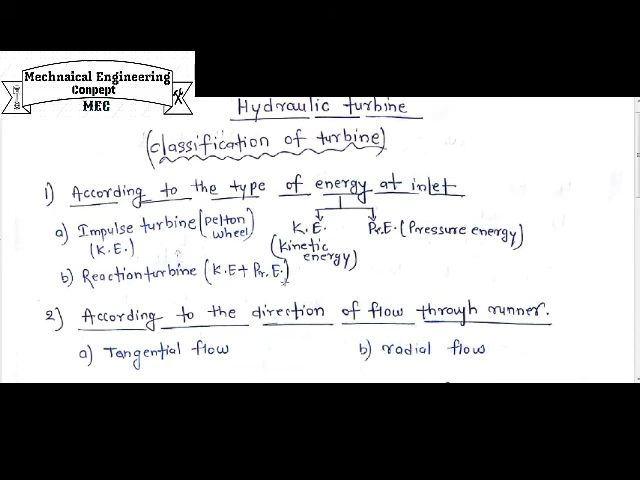 Mechnaical Engineering
Conpept
MEC
Hydraulic turbine
(classification of turbine)
1) According to the type of energy at inlet
a) Impulse turbine (pelton wheel)
(K.E.)
K.E.
(kinetic energy)
Pr.E. (Pressure energy)
b) Reaction turbine (K.E + Pr.E.)
2) According to the direction of flow through runner.
a) Tangential flow
b) radial flow